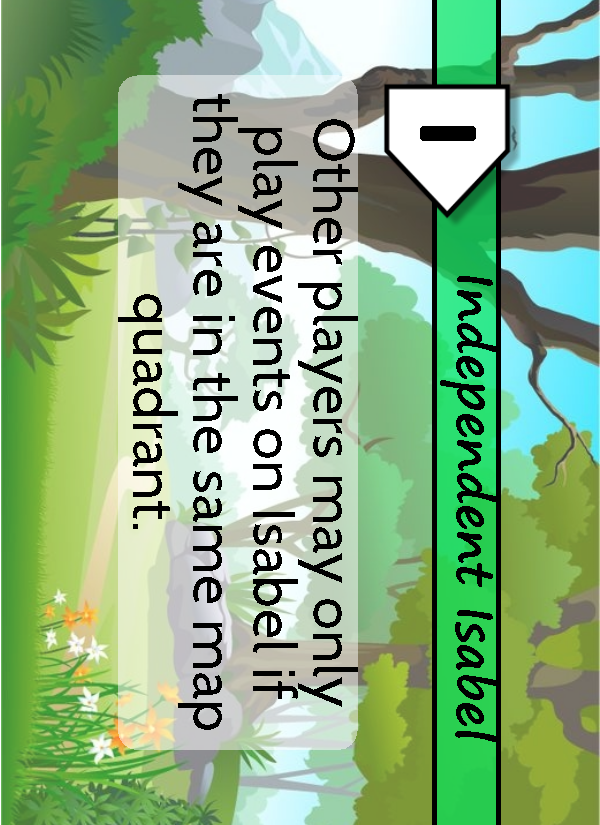 I
Independent Isabel
Other players may only
play events on Isabel if
they are in the same map
quadrant.